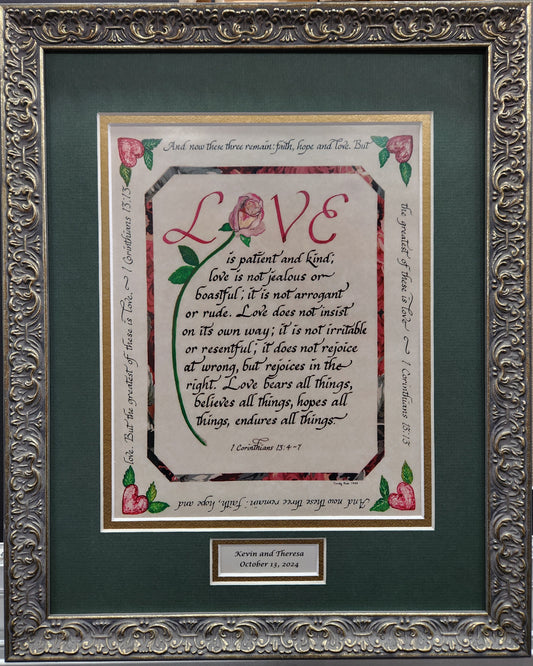 And now these three remain: faith, hope and love. But
the greatest of these is love ~ 1 Corinthians 13:13
And now these three remain: faith, hope and
love. But the greatest of these is love. ~ 1 Corinthians 13:13
LOVE
is patient and kind;
love is not jealous or
boastful; it is not arrogant
or rude. Love does not insist
on its own way; it is not irritable
or resentful; it does not rejoice
at wrong, but rejoices in the
right. Love bears all things,
believes all things, hopes all
things, endures all things.
1 Corinthians 13:4-7
Kevin and Theresa
October 13, 2024